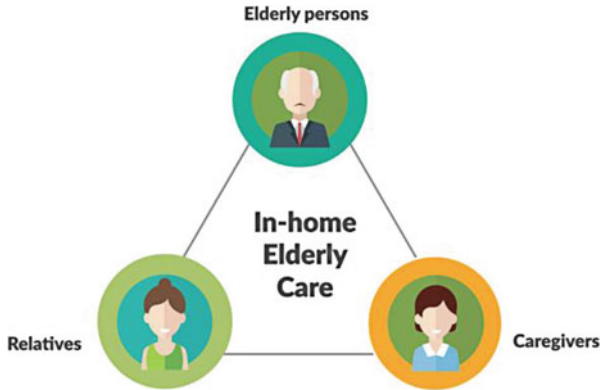 Elderly persons
In-home
Elderly
Care
Relatives
Caregivers